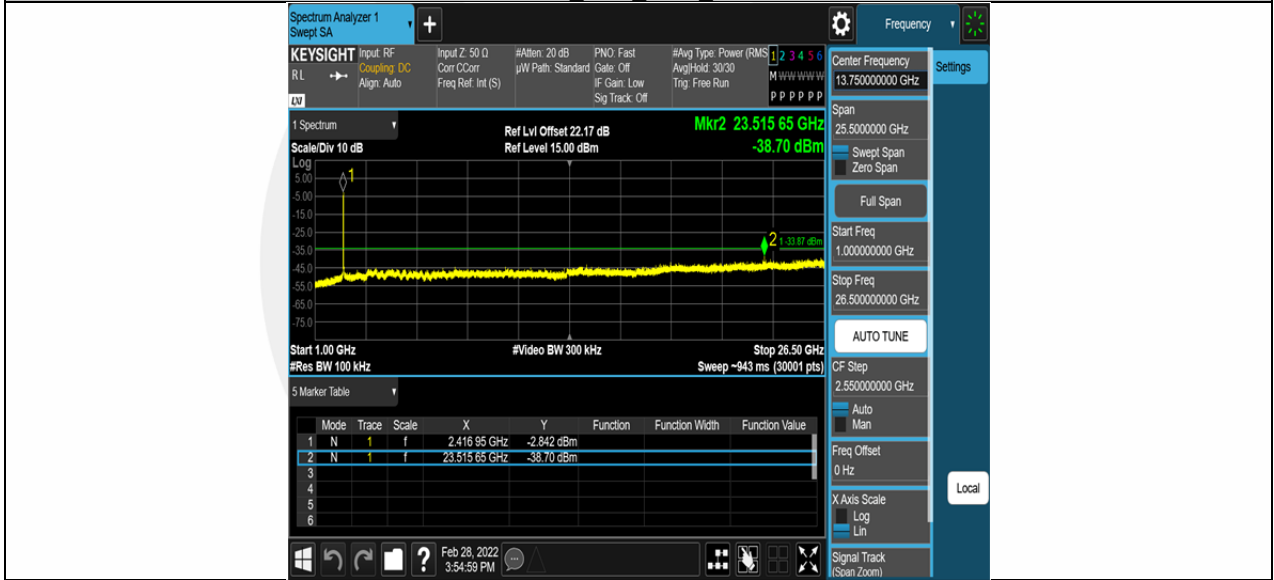 Spectrum Analyzer 1
Swept SA
+
Frequency
KEYSIGHT Input: RF Input Z: 50 Ω #Atten: 20 dB PNO: Fast #Avg Type: Power (RMS 1 2 3 4 5 6
RL Coupling: DC Corr CCorr µW Path: Standard Gate: Off Avg|Hold: 30/30 M W W W W W
Align: Auto Freq Ref: Int (S) IF Gain: Low Trig: Free Run
LXI Sig Track: Off P P P P P P
1 Spectrum
Ref Lvl Offset 22.17 dB Mkr2 23.515 65 GHz
Scale/Div 10 dB Ref Level 15.00 dBm -38.70 dBm
Log
5.00
-5.00
-15.0
-25.0
-35.0
-45.0
-55.0
-65.0
-75.0
1
2 1 -33.87 dBm
Start 1.00 GHz #Video BW 300 kHz Stop 26.50 GHz
#Res BW 100 kHz Sweep ~943 ms (30001 pts)
5 Marker Table
Mode Trace Scale X Y Function Function Width Function Value
1 N 1 f 2.416 95 GHz -2.842 dBm
2 N 1 f 23.515 65 GHz -38.70 dBm
3
4
5
6
Feb 28, 2022
3:54:59 PM
?
Center Frequency
13.750000000 GHz
Settings
Span
25.5000000 GHz
Swept Span
Zero Span
Full Span
Start Freq
1.000000000 GHz
Stop Freq
26.500000000 GHz
AUTO TUNE
CF Step
2.550000000 GHz
Auto
Man
Freq Offset
0 Hz
X Axis Scale
Log
Lin
Local
Signal Track
(Span Zoom)